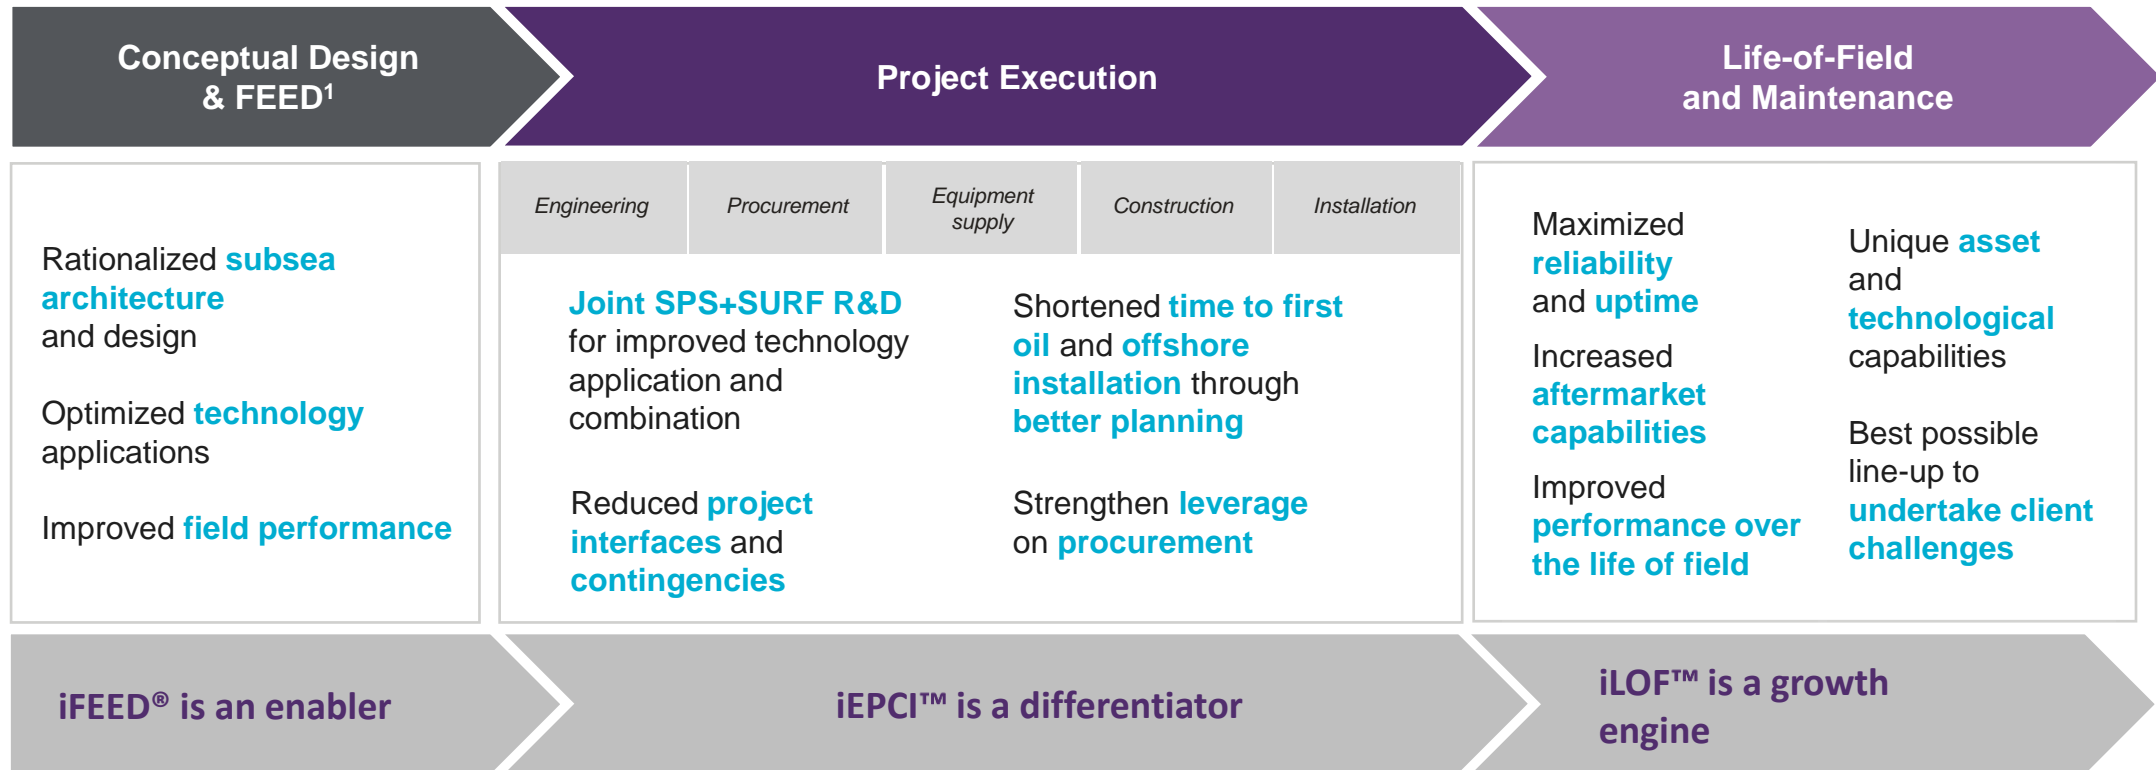 Conceptual Design
& FEED¹
Project Execution
Life-of-Field
and Maintenance
Rationalized subsea
architecture
and design
Optimized technology
applications
Improved field performance
Engineering
Procurement
Equipment
supply
Construction
Installation
Joint SPS+SURF R&D
for improved technology
application and
combination
Reduced project
interfaces and
contingencies
Shortened time to first
oil and offshore
installation through
better planning
Strengthen leverage
on procurement
Maximized
reliability
and uptime
Increased
aftermarket
capabilities
Improved
performance over
the life of field
Unique asset
and
technological
capabilities
Best possible
line-up to
undertake client
challenges
iFEED® is an enabler
iEPCI™ is a differentiator
iLOF™ is a growth
engine